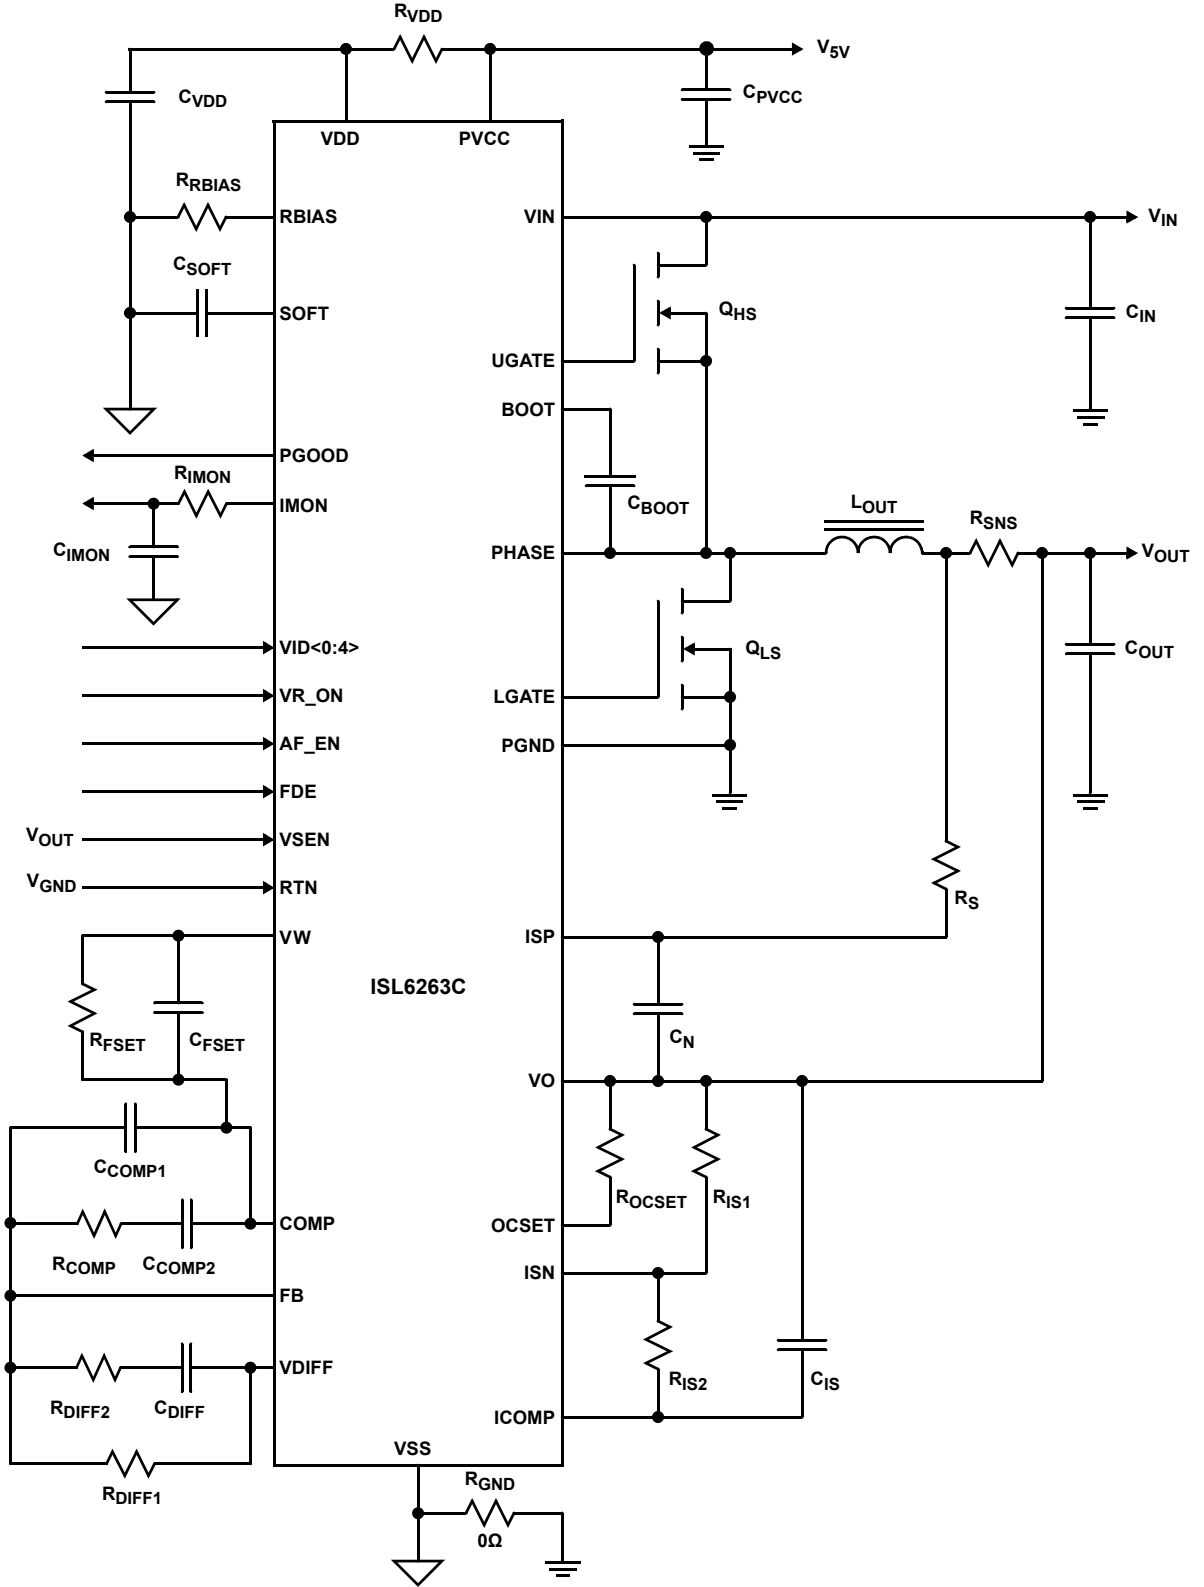 RVDD
V5V
CVDD
CPVCC
VDD
PVCC
RRBIAS
RBIAS
VIN
VIN
CSOFT
SOFT
QHS
CIN
UGATE
BOOT
PGOOD
RIMON
IMON
CBOOT
LOUT
RSNS
CIMON
PHASE
VOUT
VID<0:4>
QLS
COUT
VR_ON
LGATE
AF_EN
PGND
FDE
VOUT
VSEN
VGND
RTN
RS
VW
ISP
ISL6263C
RFSET
CFSET
CN
VO
CCOMP1
ROCSET
RIS1
COMP
OCSET
RCOMP
CCOMP2
ISN
FB
VDIFF
RIS2
CIS
RDIFF2
CDIFF
ICOMP
VSS
RDIFF1
RGND
0Ω